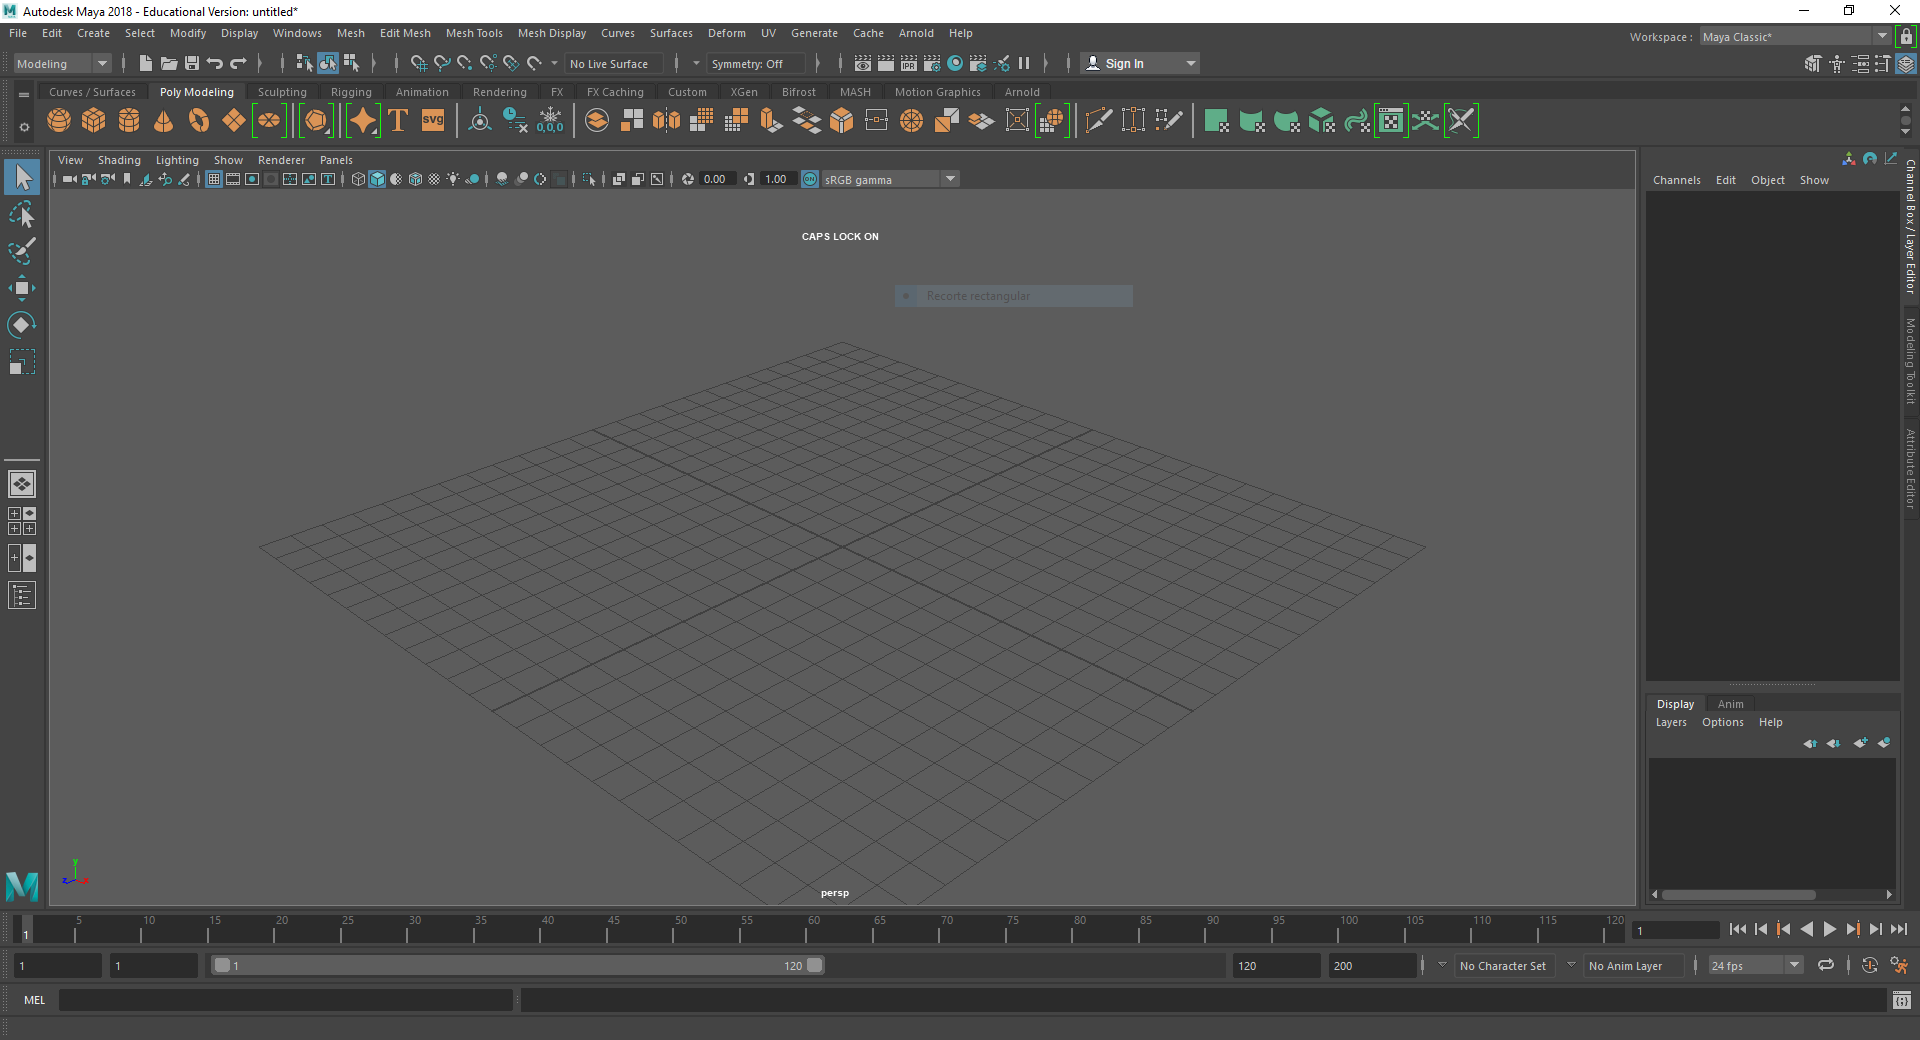 Autodesk Maya 2018 - Educational Version: untitled*
File Edit Create Select Modify Display Windows Mesh Edit Mesh Mesh Tools Mesh Display Curves Surfaces Deform UV Generate Cache Arnold Help
Workspace : Maya Classic*
Modeling No Live Surface Symmetry: Off IPR Sign In
Curves / Surfaces Poly Modeling Sculpting Rigging Animation Rendering FX FX Caching Custom XGen Bifrost MASH Motion Graphics Arnold
T svg 0,0,0
View Shading Lighting Show Renderer Panels
0.00 1.00 ON sRGB gamma
Channels Edit Object Show
Channel Box / Layer Editor
Modeling Toolkit
Attribute Editor
CAPS LOCK ON
Recorte rectangular
Display Anim
Layers Options Help
y
z x
persp
5 10 15 20 25 30 35 40 45 50 55 60 65 70 75 80 85 90 95 100 105 110 115 120
1 1
1 1 1 120 120 200 No Character Set No Anim Layer 24 fps
MEL